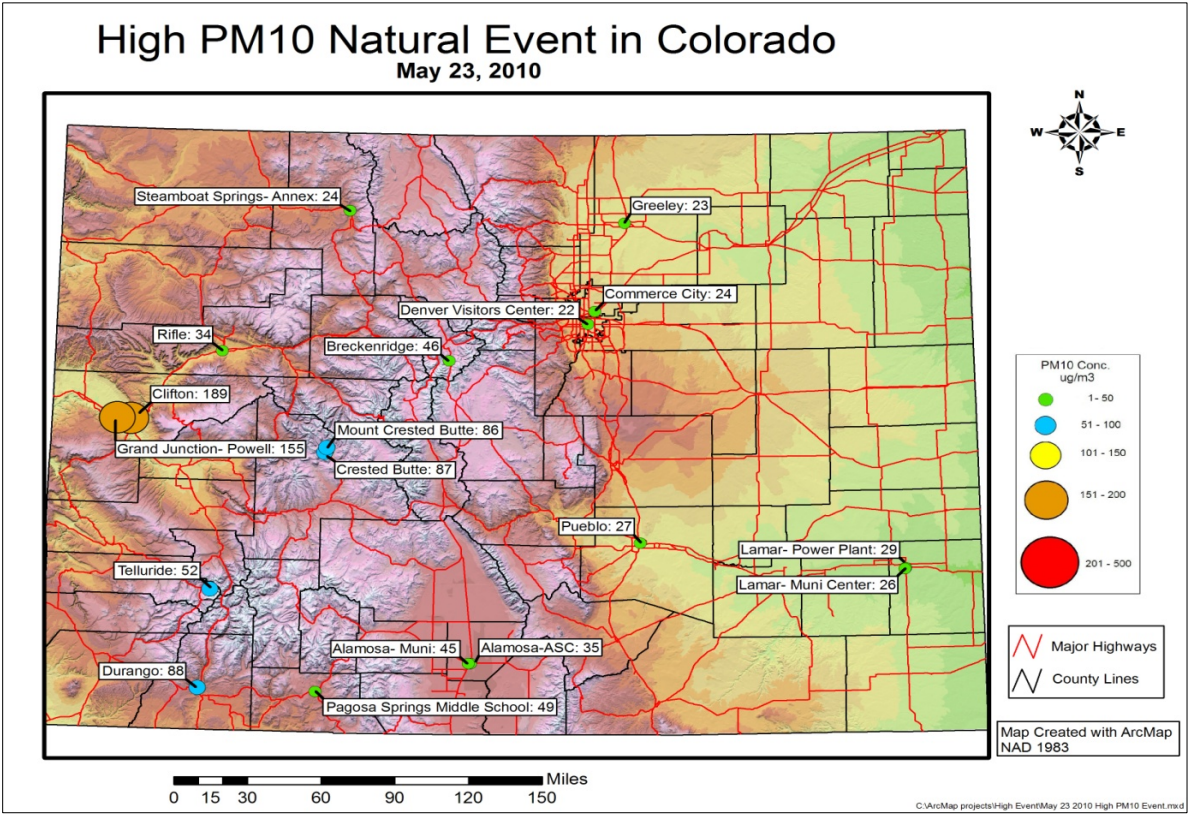 High PM10 Natural Event in Colorado
May 23, 2010
N
W E
S
Steamboat Springs- Annex: 24
Greeley: 23
Commerce City: 24
Denver Visitors Center: 22
Rifle: 34
Breckenridge: 46
Clifton: 189
Grand Junction- Powell: 155
Mount Crested Butte: 86
Crested Butte: 87
Pueblo: 27
Lamar- Power Plant: 29
Lamar- Muni Center: 26
Telluride: 52
Alamosa- Muni: 45
Alamosa-ASC: 35
Durango: 88
Pagosa Springs Middle School: 49
PM10 Conc.
ug/m3
1- 50
51 - 100
101 - 150
151 - 200
201 - 500
Major Highways
County Lines
Map Created with ArcMap
NAD 1983
Miles
0 15 30 60 90 120 150
C:\ArcMap projects\High Event\May 23 2010 High PM10 Event.mxd